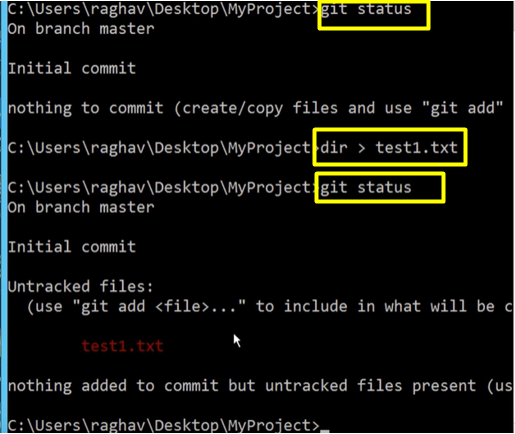 C:\Users\raghav\Desktop\MyProject>git status
On branch master
Initial commit
nothing to commit (create/copy files and use "git add"
C:\Users\raghav\Desktop\MyProject>dir > test1.txt
C:\Users\raghav\Desktop\MyProject>git status
On branch master
Initial commit
Untracked files:
(use "git add <file>..." to include in what will be c
test1.txt
nothing added to commit but untracked files present (us
C:\Users\raghav\Desktop\MyProject>_